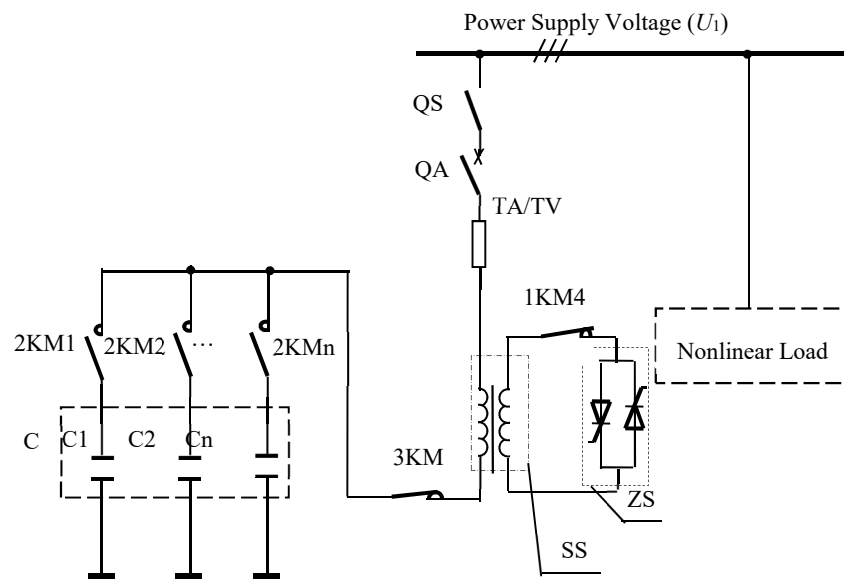 Power Supply Voltage (U1)
QS
QA
TA/TV
1KM4
2KM1
2KM2
...
2KMn
Nonlinear Load
C
C1
C2
Cn
3KM
ZS
SS